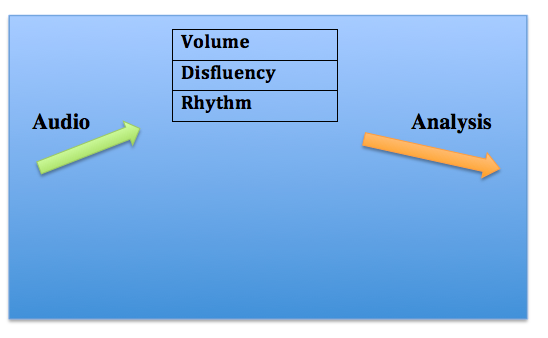 Volume
Disfluency
Rhythm
Audio
Analysis